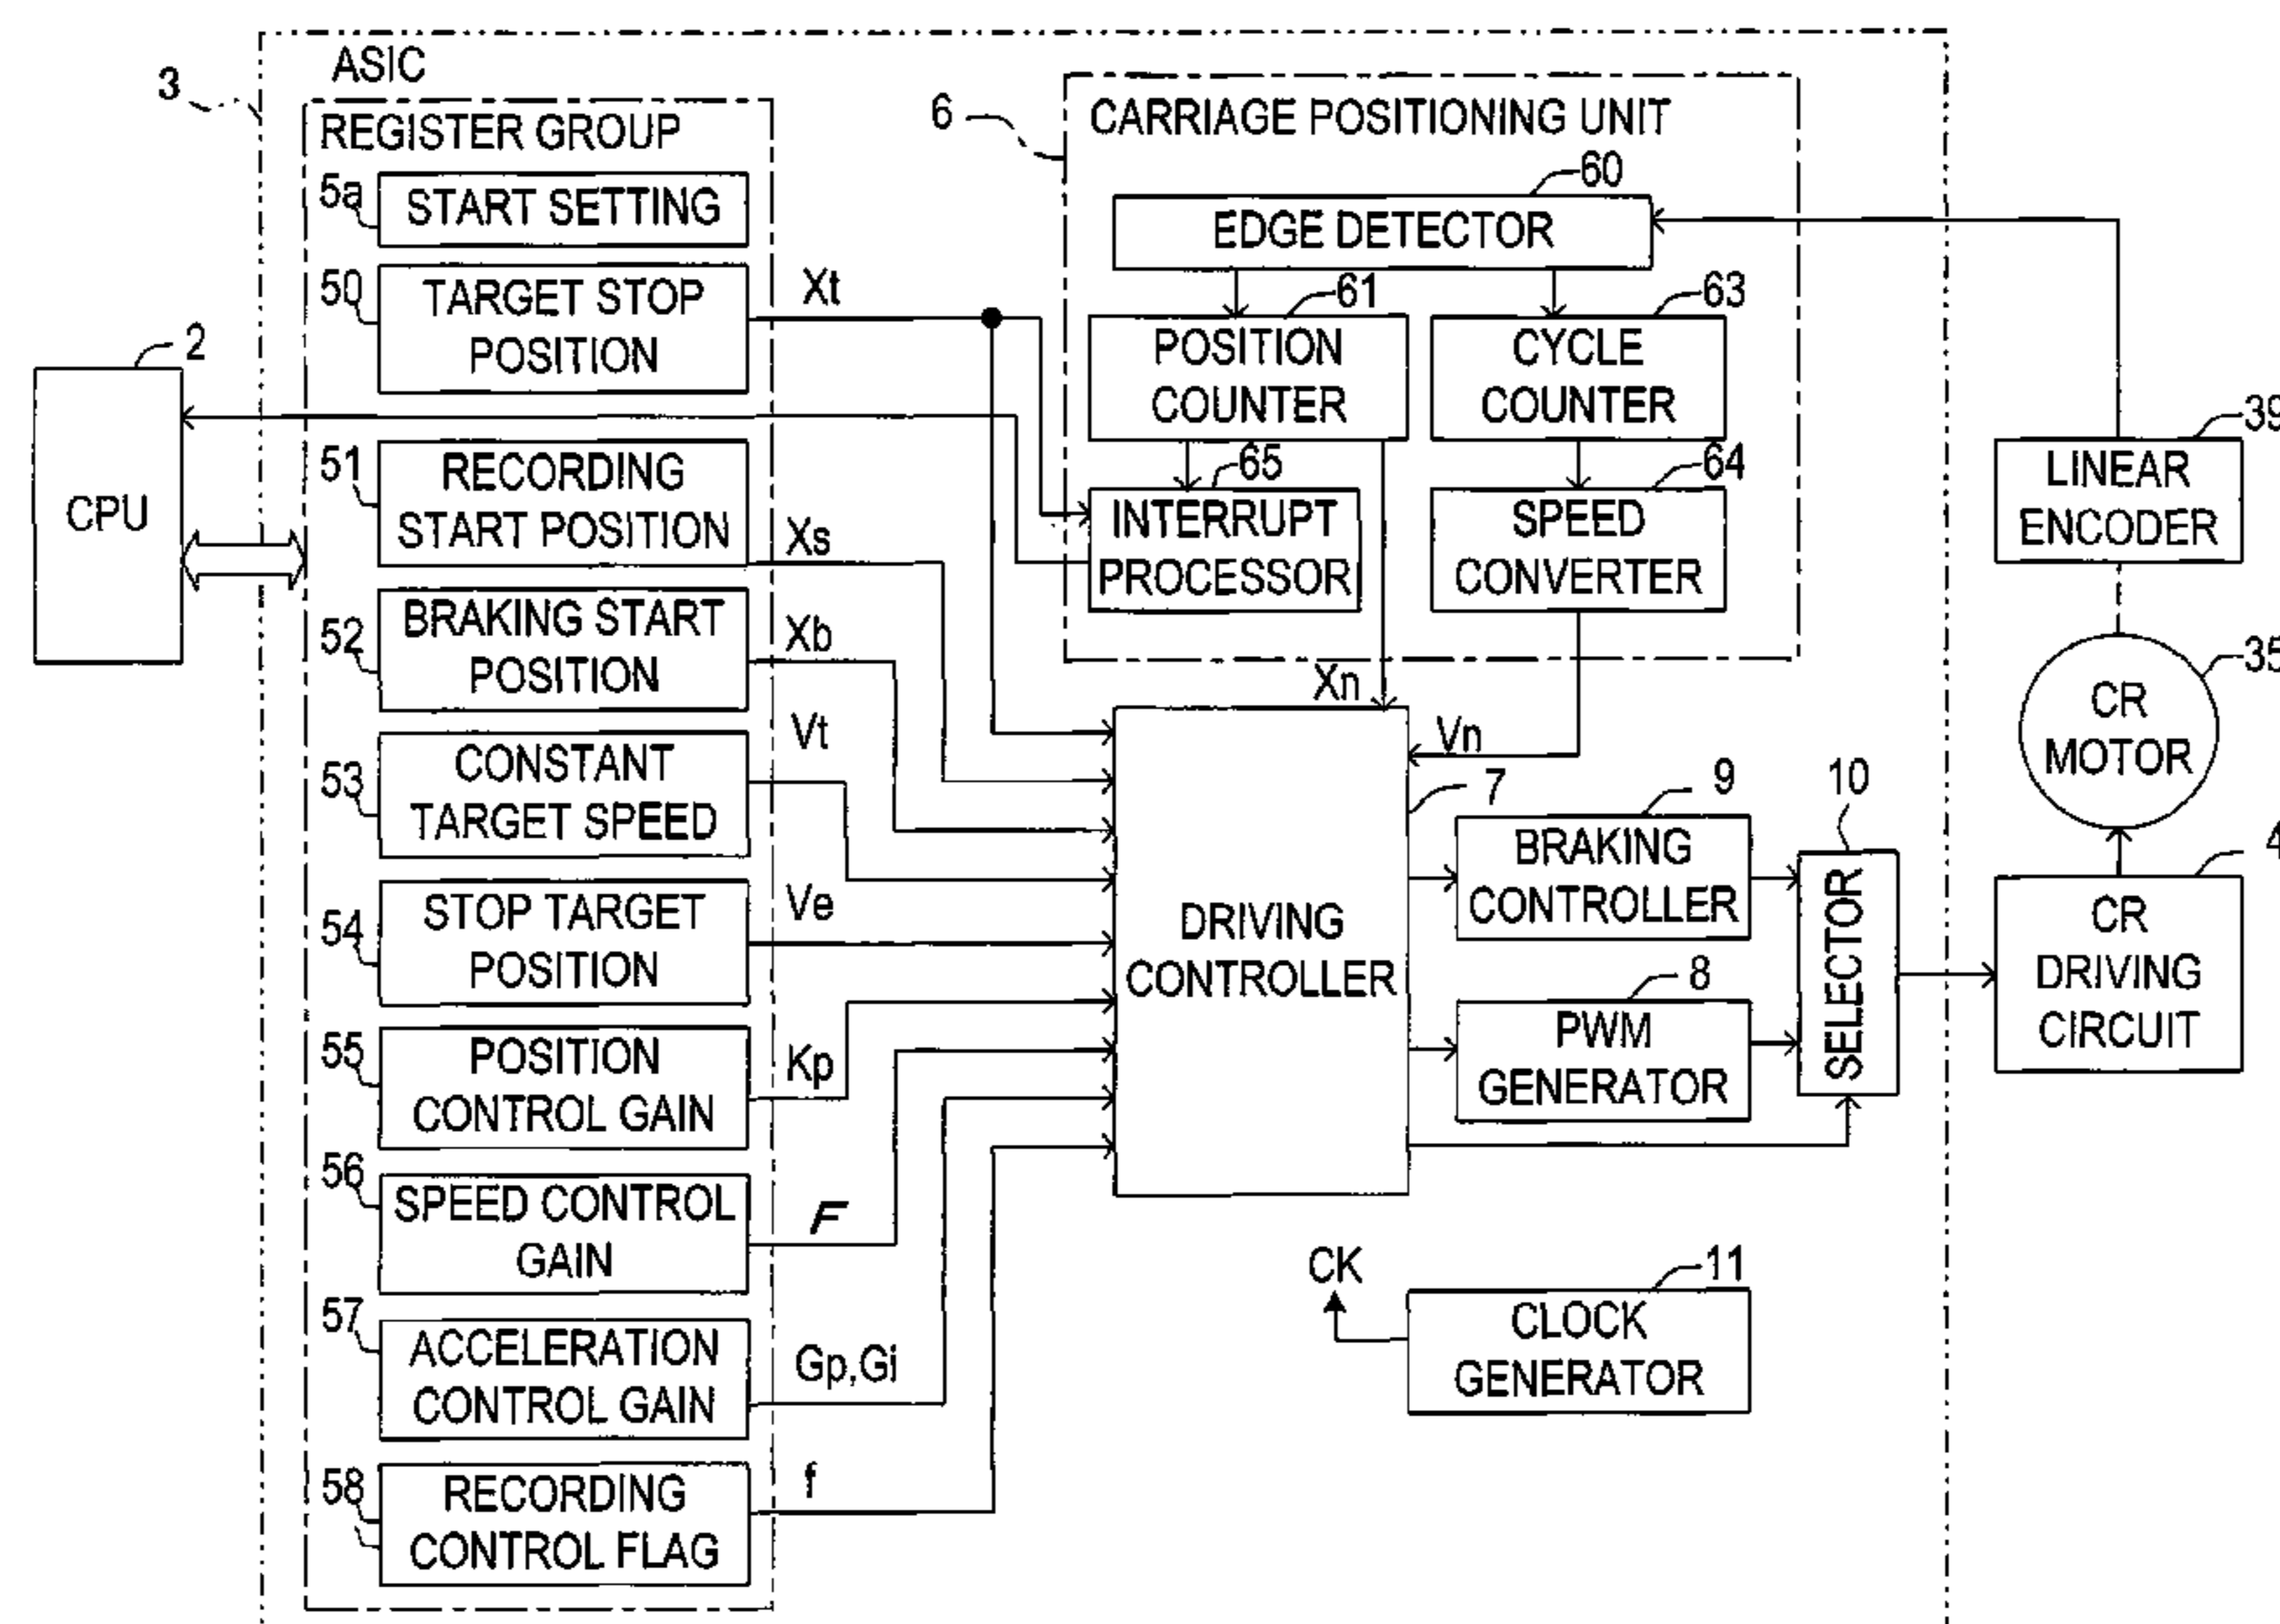 ASIC
3
REGISTER GROUP
5a
START SETTING
50
TARGET STOP
POSITION
Xt
2
CPU
51
RECORDING
START POSITION
Xs
52
BRAKING START
POSITION
Xb
53
CONSTANT
TARGET SPEED
Vt
54
STOP TARGET
POSITION
Ve
55
POSITION
CONTROL GAIN
Kp
56
SPEED CONTROL
GAIN
F
57
ACCELERATION
CONTROL GAIN
Gp,Gi
58
RECORDING
CONTROL FLAG
f
6
CARRIAGE POSITIONING UNIT
60
EDGE DETECTOR
61
POSITION
COUNTER
63
CYCLE
COUNTER
65
INTERRUPT
PROCESSOR
64
SPEED
CONVERTER
Xn
Vn
7
DRIVING
CONTROLLER
9
BRAKING
CONTROLLER
8
PWM
GENERATOR
10
SELECTOR
CK
11
CLOCK
GENERATOR
39
LINEAR
ENCODER
35
CR
MOTOR
4
CR
DRIVING
CIRCUIT